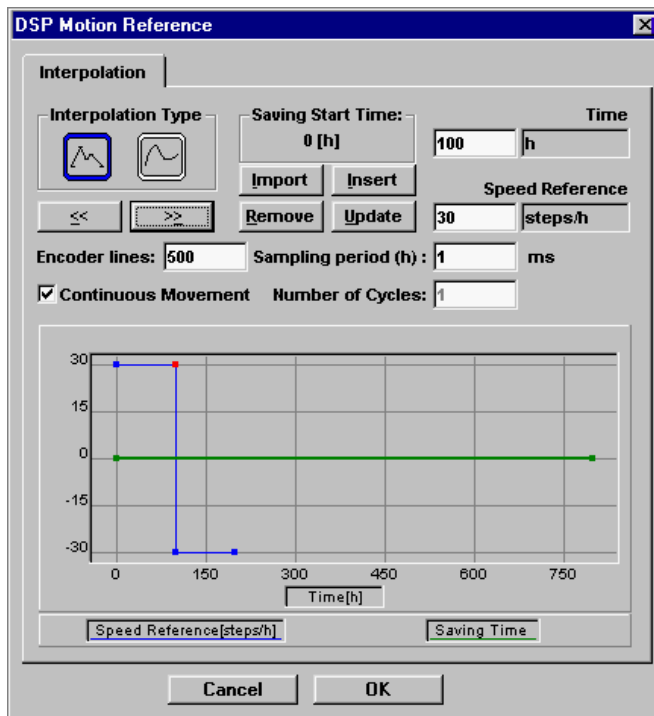 DSP Motion Reference
Interpolation
Interpolation Type
Saving Start Time:
0 [h]
Time
100 h
Import Insert
Speed Reference
<< >> Remove Update 30 steps/h
Encoder lines: 500 Sampling period (h) : 1 ms
Continuous Movement Number of Cycles: 1
30
15
0
-15
-30
0 150 300 450 600 750
Time[h]
Speed Reference[steps/h] Saving Time
Cancel OK